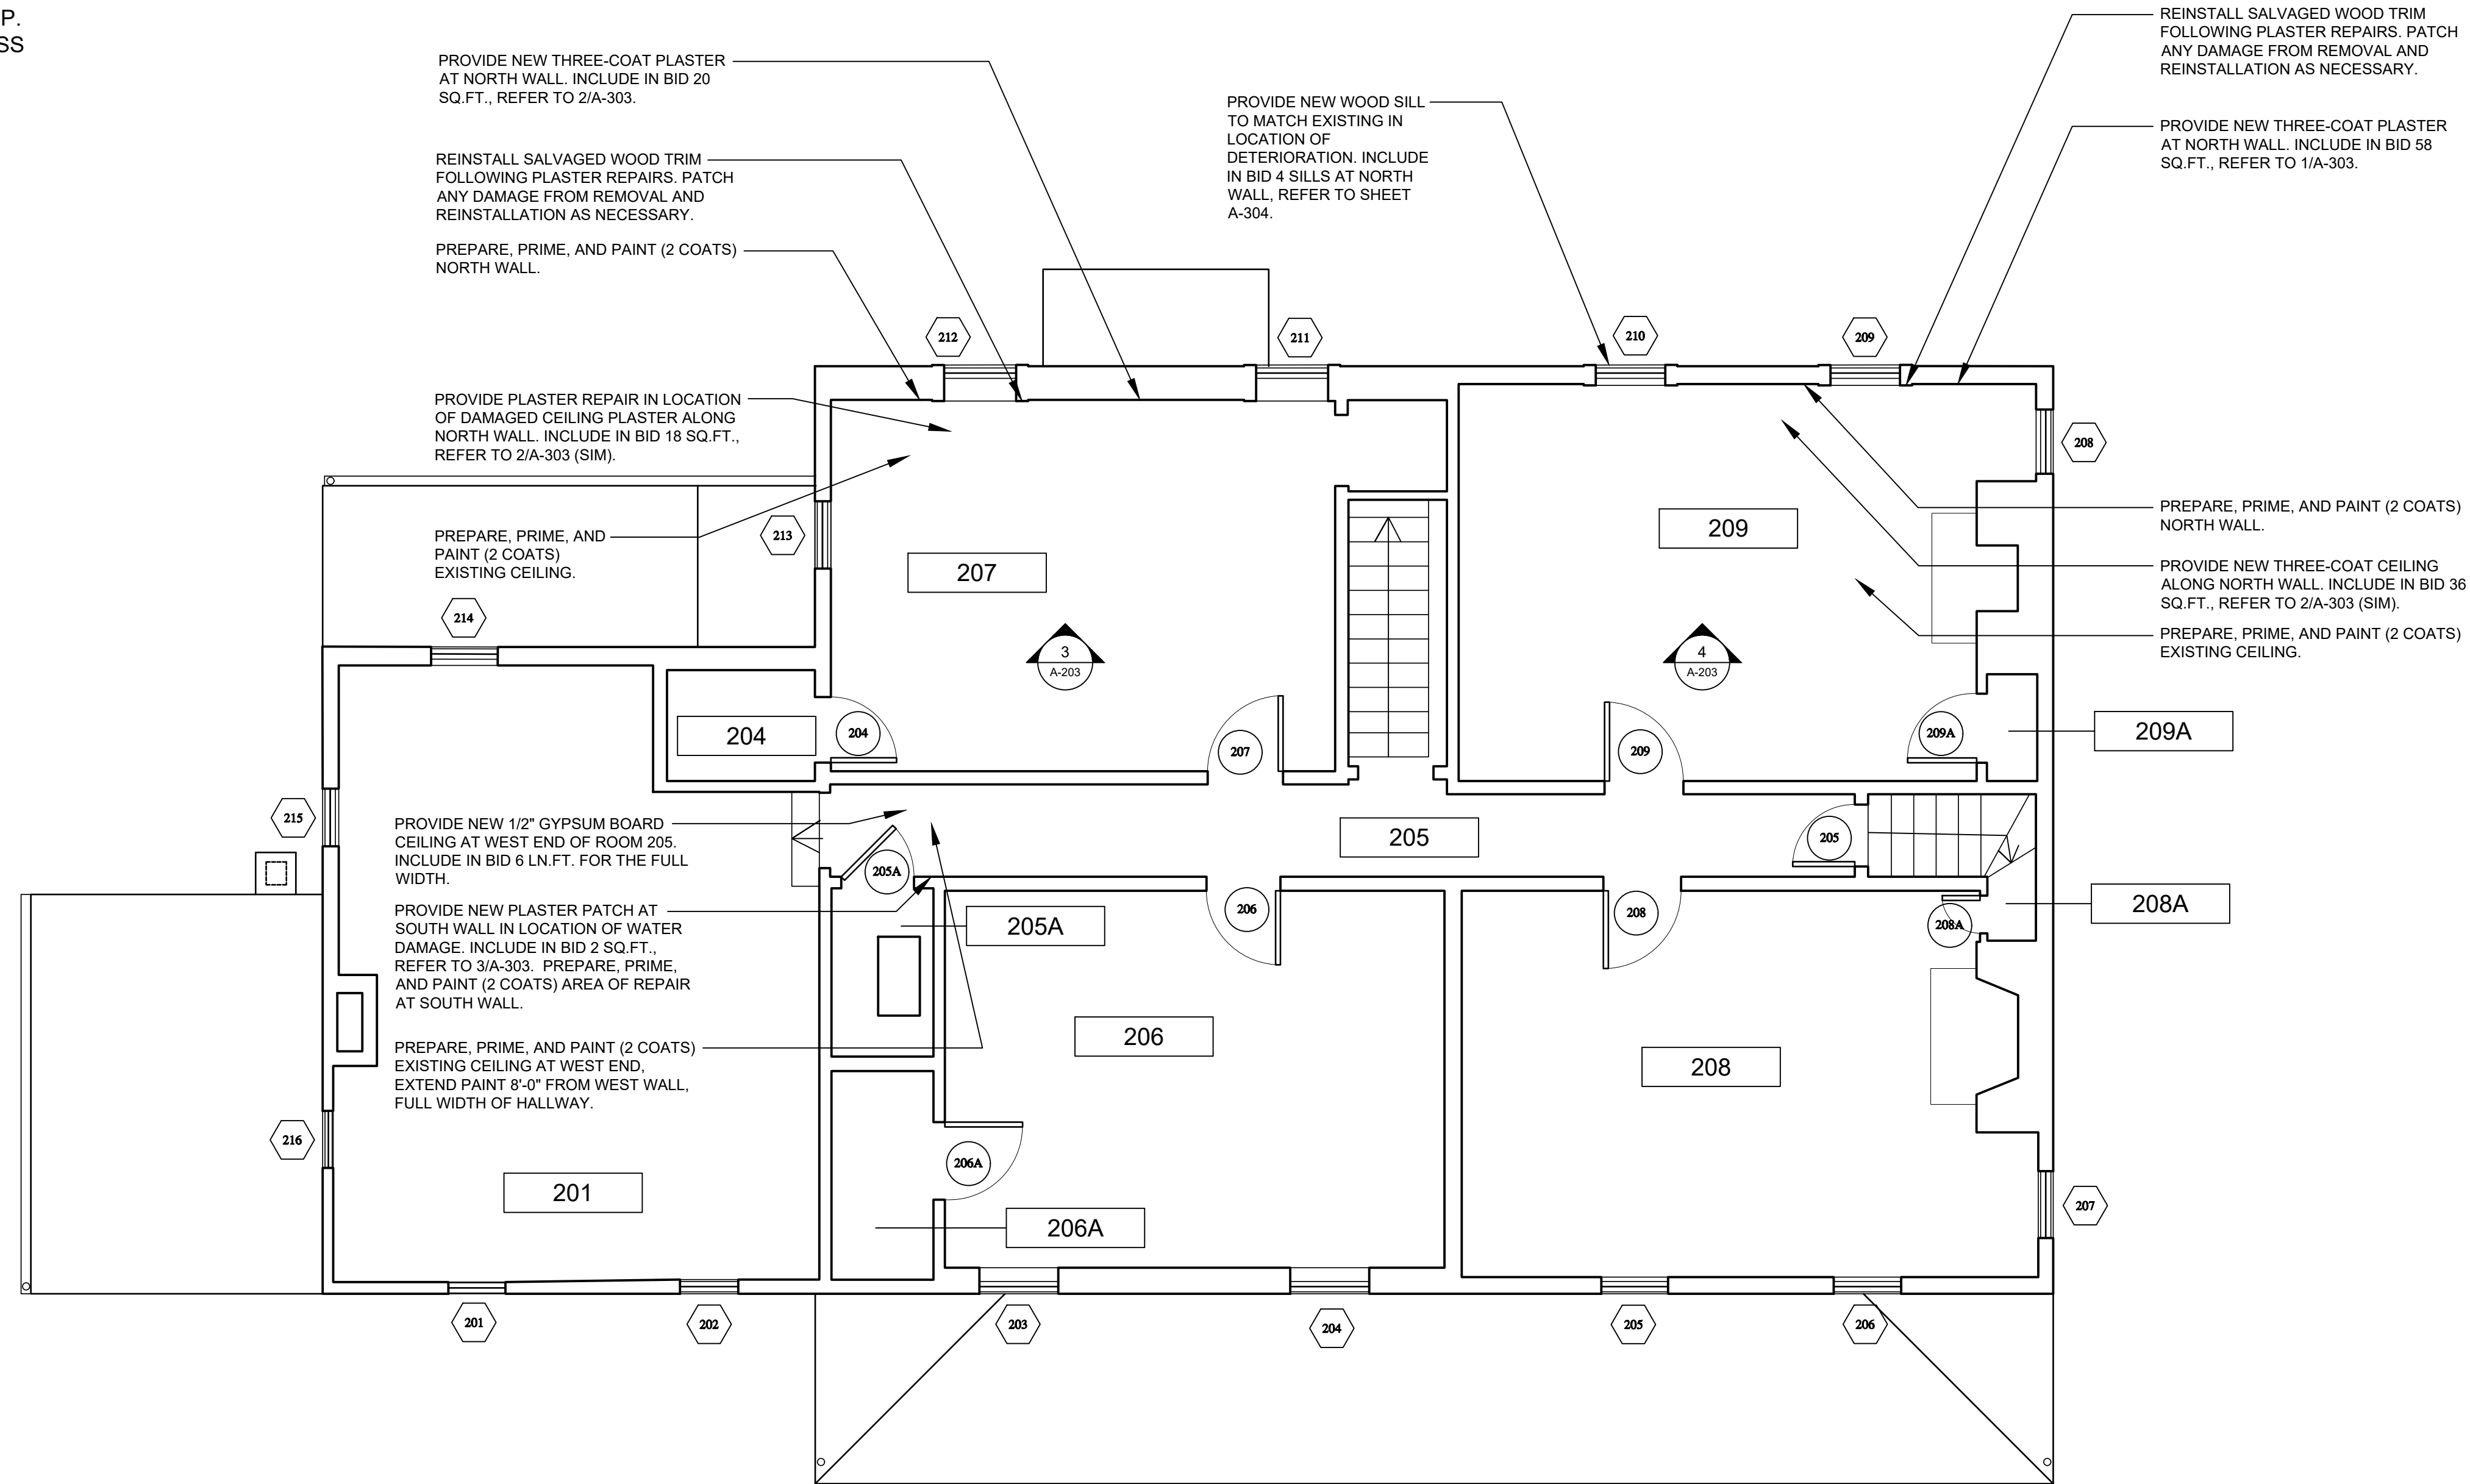 P.
SS
PROVIDE NEW THREE-COAT PLASTER
AT NORTH WALL. INCLUDE IN BID 20
SQ.FT., REFER TO 2/A-303.
REINSTALL SALVAGED WOOD TRIM
FOLLOWING PLASTER REPAIRS. PATCH
ANY DAMAGE FROM REMOVAL AND
REINSTALLATION AS NECESSARY.
PREPARE, PRIME, AND PAINT (2 COATS)
NORTH WALL.
PROVIDE NEW WOOD SILL
TO MATCH EXISTING IN
LOCATION OF
DETERIORATION. INCLUDE
IN BID 4 SILLS AT NORTH
WALL, REFER TO SHEET
A-304.
REINSTALL SALVAGED WOOD TRIM
FOLLOWING PLASTER REPAIRS. PATCH
ANY DAMAGE FROM REMOVAL AND
REINSTALLATION AS NECESSARY.
PROVIDE NEW THREE-COAT PLASTER
AT NORTH WALL. INCLUDE IN BID 58
SQ.FT., REFER TO 1/A-303.
212
211
210
209
208
PROVIDE PLASTER REPAIR IN LOCATION
OF DAMAGED CEILING PLASTER ALONG
NORTH WALL. INCLUDE IN BID 18 SQ.FT.,
REFER TO 2/A-303 (SIM).
PREPARE, PRIME, AND
PAINT (2 COATS)
EXISTING CEILING.
213
214
207
209
3
A-203
4
A-203
PREPARE, PRIME, AND PAINT (2 COATS)
NORTH WALL.
PROVIDE NEW THREE-COAT CEILING
ALONG NORTH WALL. INCLUDE IN BID 36
SQ.FT., REFER TO 2/A-303 (SIM).
PREPARE, PRIME, AND PAINT (2 COATS)
EXISTING CEILING.
204
204
207
209
209A
209A
215
PROVIDE NEW 1/2" GYPSUM BOARD
CEILING AT WEST END OF ROOM 205.
INCLUDE IN BID 6 LN.FT. FOR THE FULL
WIDTH.
205A
205
205
PROVIDE NEW PLASTER PATCH AT
SOUTH WALL IN LOCATION OF WATER
DAMAGE. INCLUDE IN BID 2 SQ.FT.,
REFER TO 3/A-303.  PREPARE, PRIME,
AND PAINT (2 COATS) AREA OF REPAIR
AT SOUTH WALL.
205A
206
208
208A
208A
PREPARE, PRIME, AND PAINT (2 COATS)
EXISTING CEILING AT WEST END,
EXTEND PAINT 8'-0" FROM WEST WALL,
FULL WIDTH OF HALLWAY.
206
208
216
206A
201
206A
207
201
202
203
204
205
206